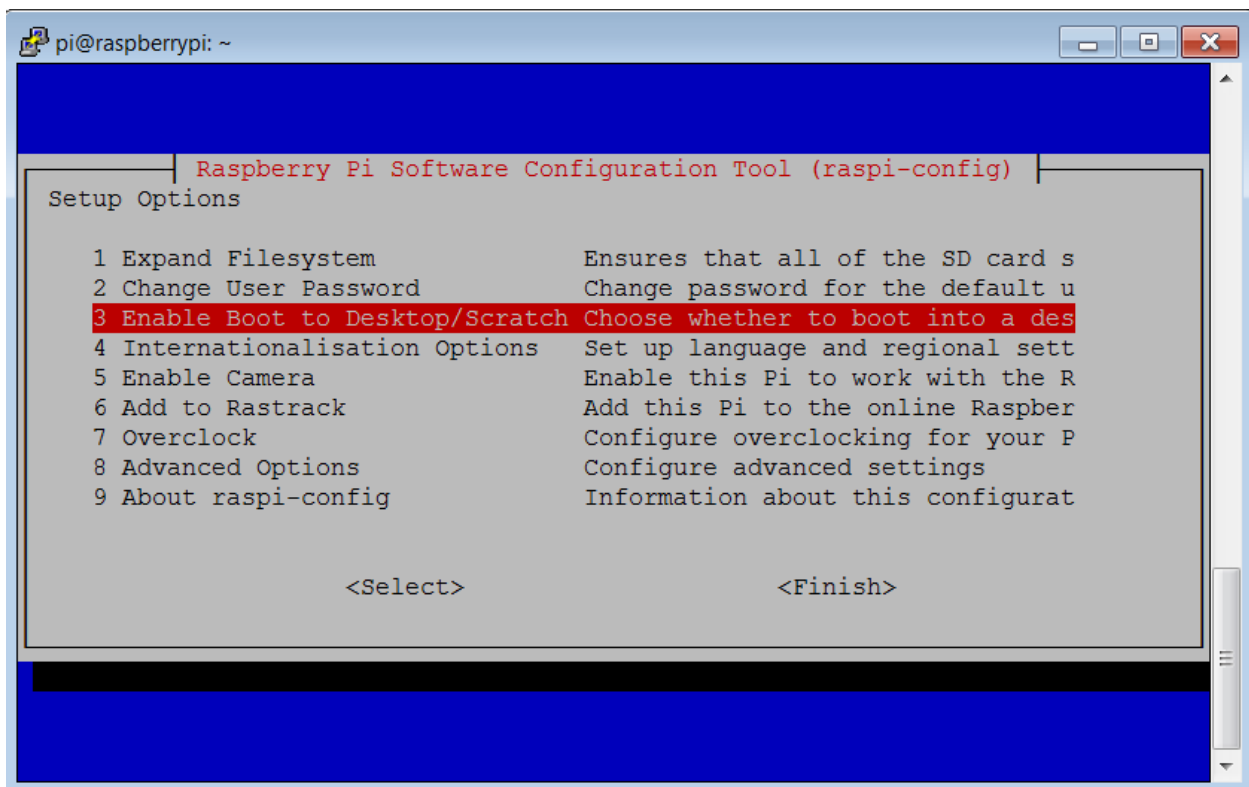 pi@raspberrypi: ~
Raspberry Pi Software Configuration Tool (raspi-config)
Setup Options
1 Expand Filesystem Ensures that all of the SD card s
2 Change User Password Change password for the default u
3 Enable Boot to Desktop/Scratch Choose whether to boot into a des
4 Internationalisation Options Set up language and regional sett
5 Enable Camera Enable this Pi to work with the R
6 Add to Rastrack Add this Pi to the online Raspber
7 Overclock Configure overclocking for your P
8 Advanced Options Configure advanced settings
9 About raspi-config Information about this configurat
<Select> <Finish>